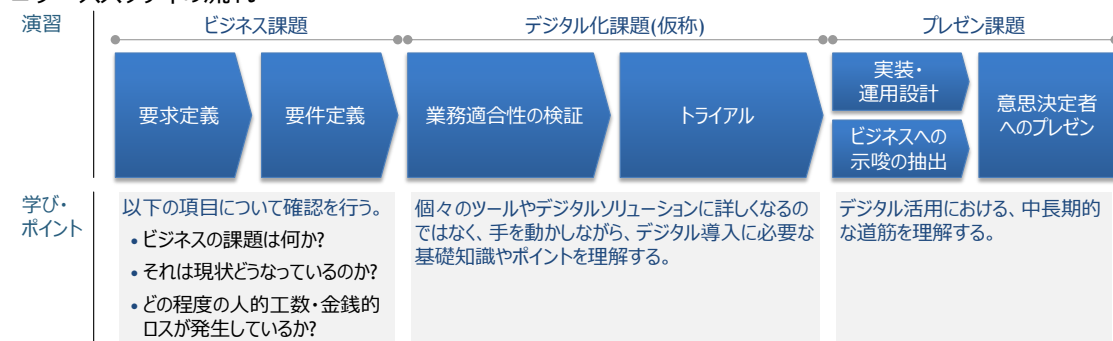 演習
ビジネス課題
デジタル化課題(仮称)
プレゼン課題
要求定義
要件定義
業務適合性の検証
トライアル
実装・
運用設計
ビジネスへの
示唆の抽出
意思決定者
へのプレゼン
学び・
ポイント
以下の項目について確認を行う。
•ビジネスの課題は何か?
•それは現状どうなっているのか?
•どの程度の人的工数・金銭的
ロスが発生しているか?
個々のツールやデジタルソリューションに詳しくなるの
ではなく、手を動かしながら、デジタル導入に必要な
基礎知識やポイントを理解する。
デジタル活用における、中長期的
な道筋を理解する。